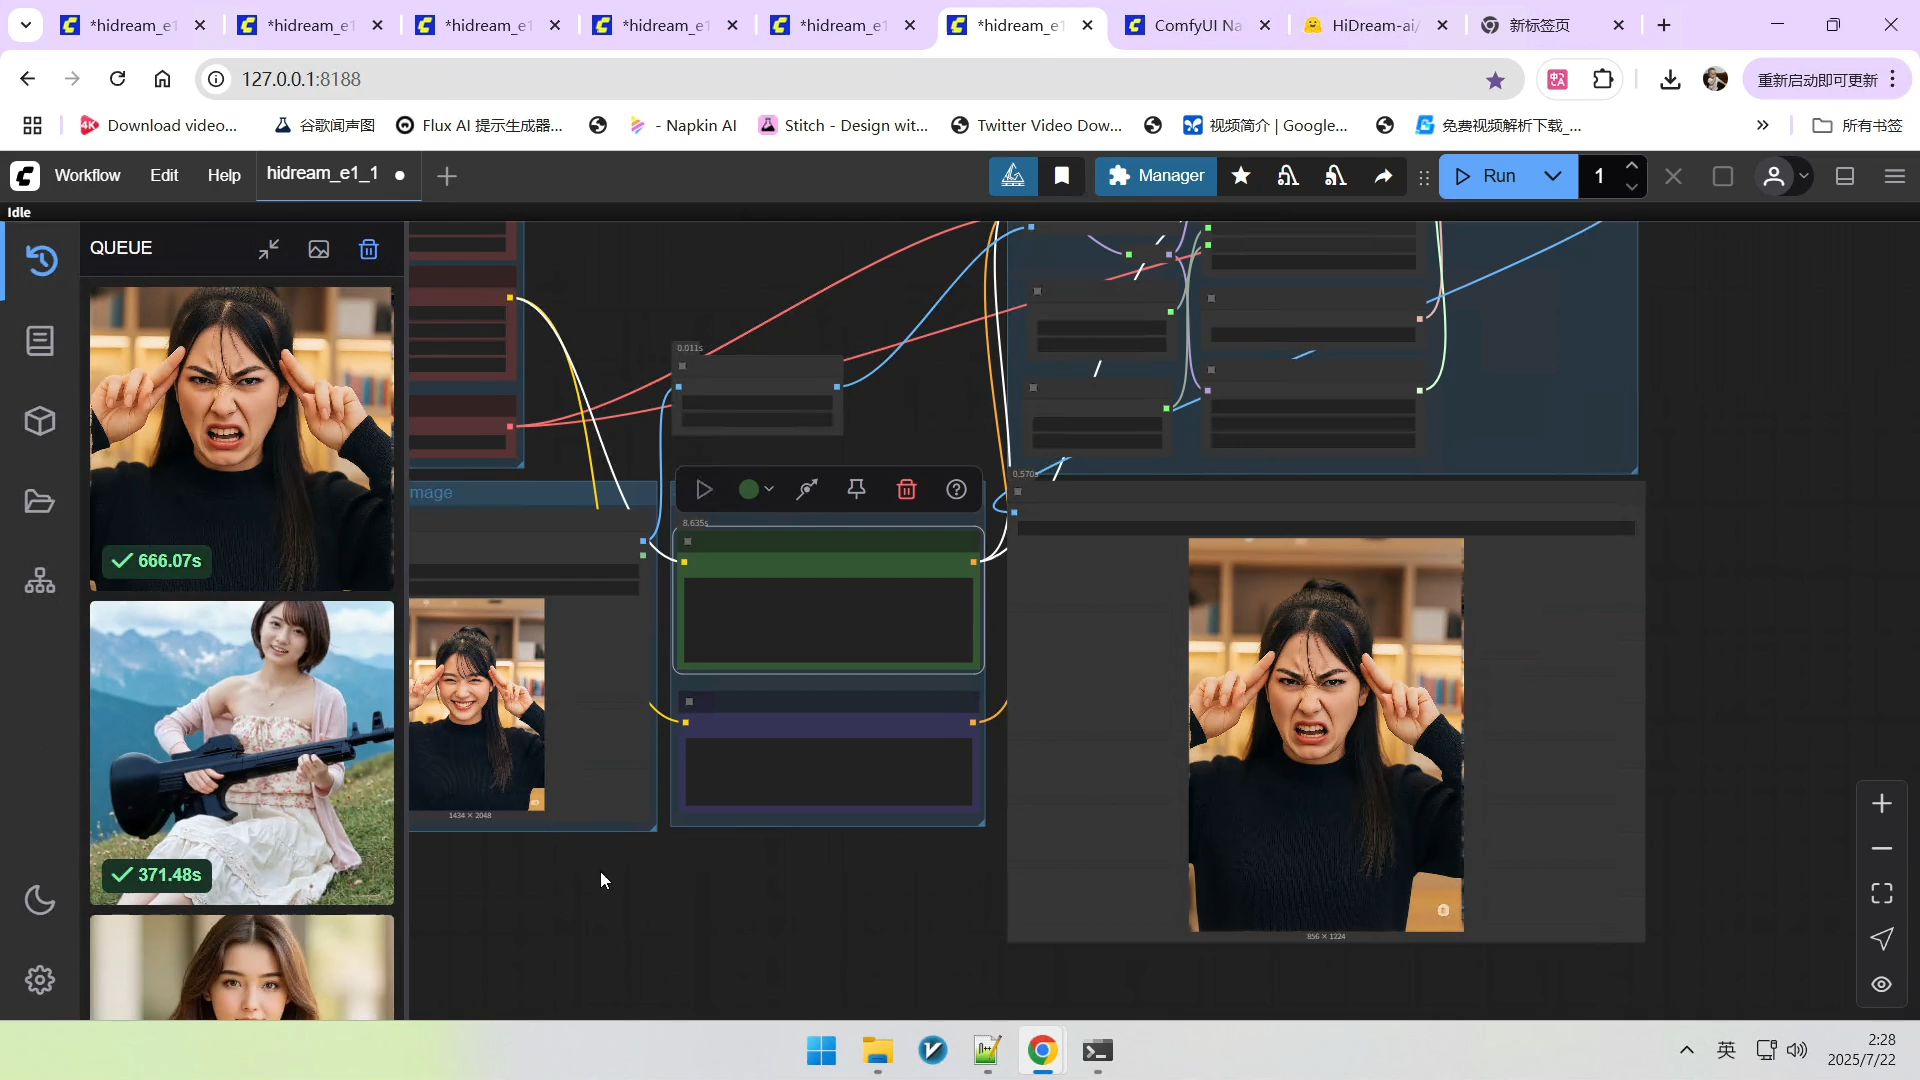 *hidream_e1
*hidream_e1
*hidream_e1
*hidream_e1
*hidream_e1
*hidream_e1
ComfyUI Na
HiDream-ai/
新标签页
127.0.0.1:8188
重新启动即可更新
Download video...
谷歌闻声图
Flux AI 提示生成器...
- Napkin AI
Stitch - Design wit...
Twitter Video Dow...
视频简介 | Google...
免费视频解析下载_...
所有书签
Workflow
Edit
Help
hidream_e1_1
Manager
Run
1
Idle
QUEUE
666.07s
371.48s
0.011s
mage
8.635s
0.570s
1434 × 2048
856 × 1224
英
2:28
2025/7/22